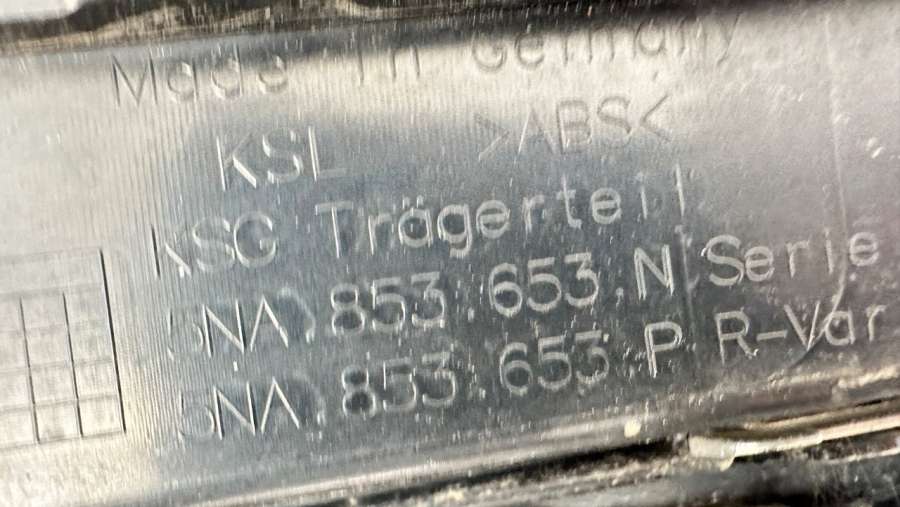 Made in Germany
>ABS<
KSL
KSG Trägerteil
5NA.853.653.N Serie
5NA.853.653.P R-Var